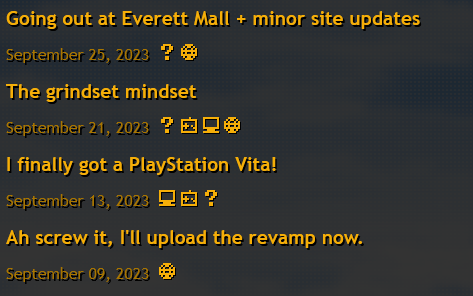 Going out at Everett Mall + minor site updates
September 25, 2023
The grindset mindset
September 21, 2023
I finally got a PlayStation Vita!
September 13, 2023
Ah screw it, I'll upload the revamp now.
September 09, 2023